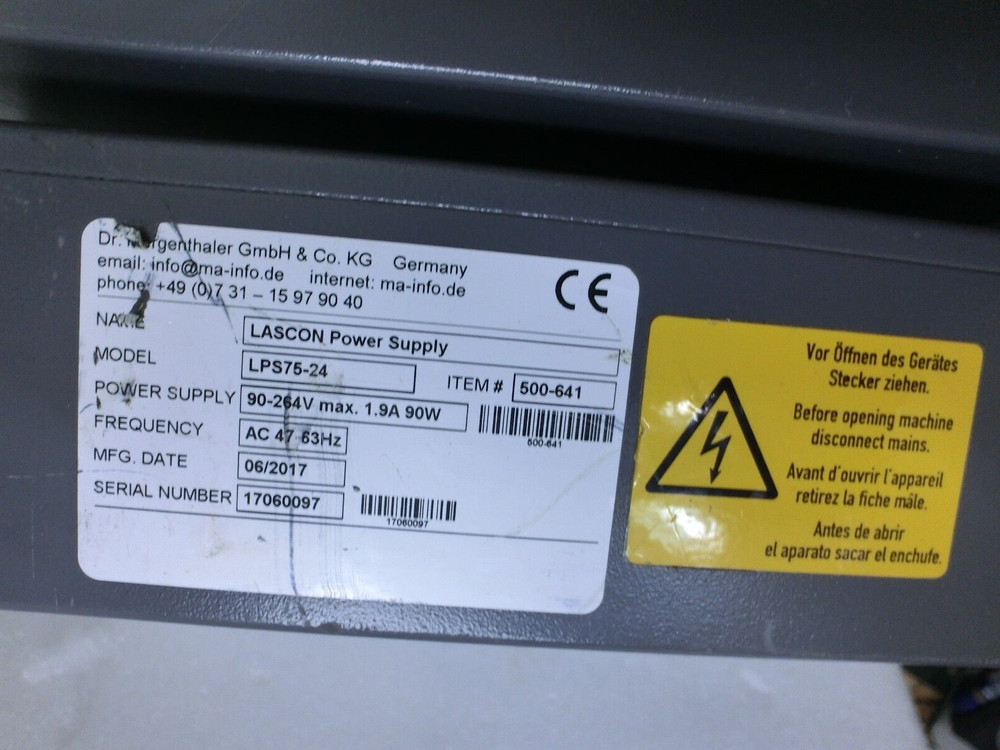 Dr. Morgenthaler GmbH & Co. KG Germany
email: info@ma-info.de internet: ma-info.de
phone: +49 (0)7 31 – 15 97 90 40
CE
NAME LASCON Power Supply
MODEL LPS75-24 ITEM # 500-641
POWER SUPPLY 90-264V max. 1.9A 90W
500-641
FREQUENCY AC 47 63Hz
MFG. DATE 06/2017
SERIAL NUMBER 17060097
17060097
Vor Öffnen des Gerätes
Stecker ziehen.
Before opening machine
disconnect mains.
Avant d'ouvrir l'appareil
retirez la fiche mâle.
Antes de abrir
el aparato sacar el enchufe.